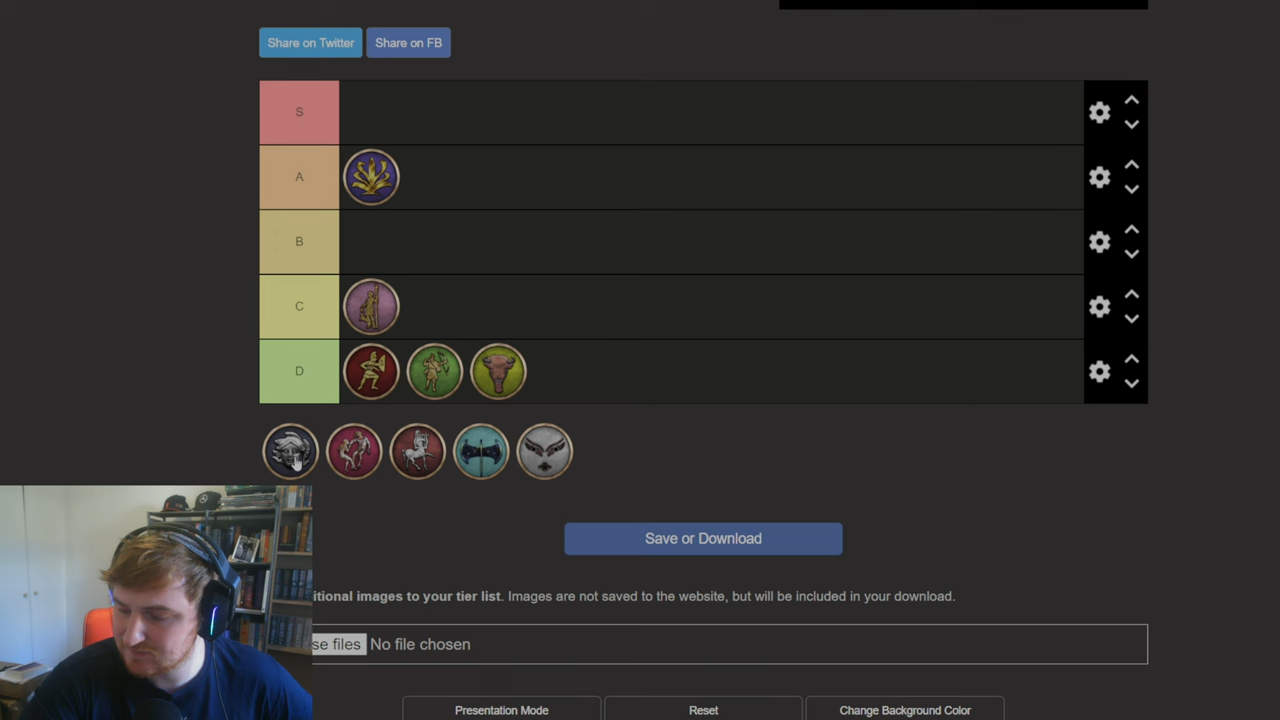 Share on Twitter
Share on FB
S
A
B
C
D
Save or Download
itional images to your tier list. Images are not saved to the website, but will be included in your download.
se files No file chosen
Presentation Mode
Reset
Change Background Color